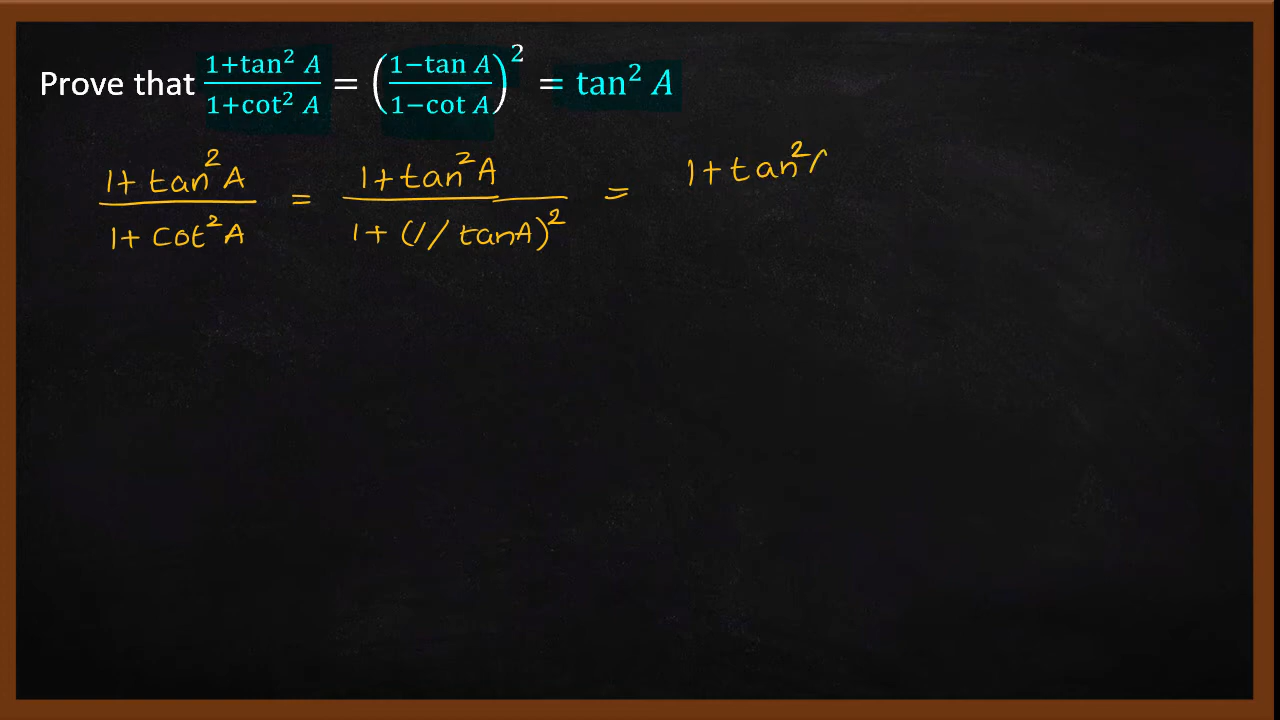 Prove that (1+tan² A)/(1+cot² A) = ((1−tan A)/(1−cot A))² = tan² A
(1+ tan²A)/(1+ cot²A) = (1+tan²A)/(1+ (1/tanA)²) = 1+tan²